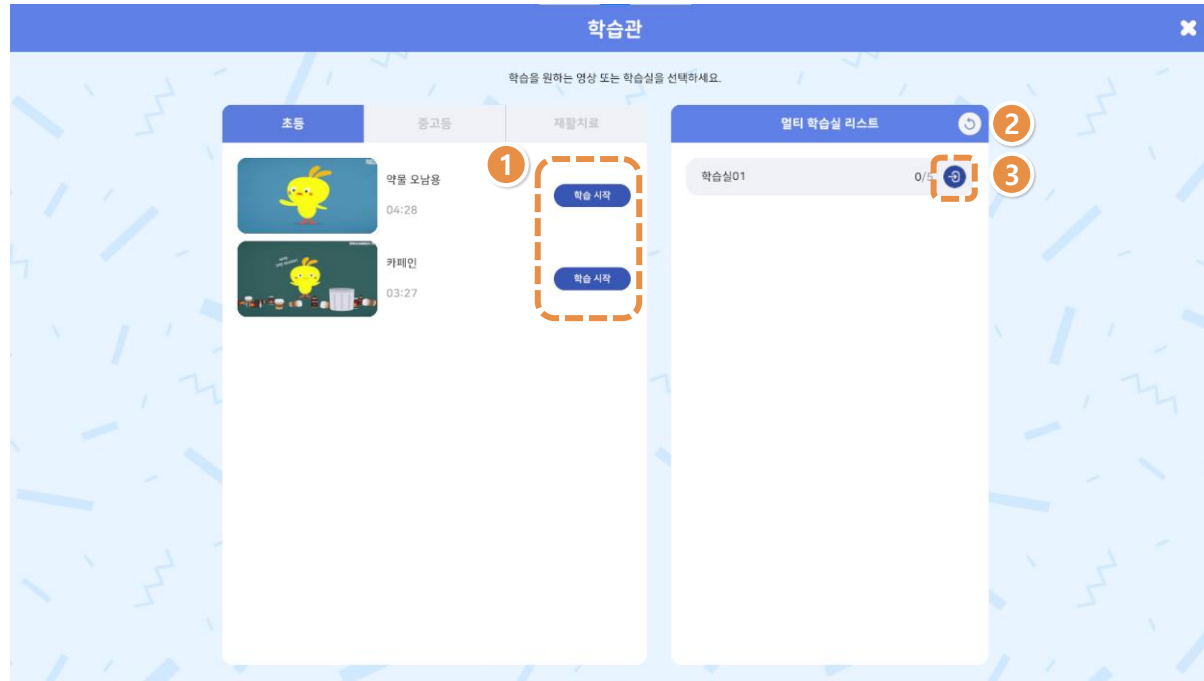 학습관
학습을 원하는 영상 또는 학습실을 선택하세요.
초등
중고등
재활치료
1
약물 오남용
04:28
학습 시작
카페인
03:27
학습 시작
멀티 학습실 리스트
2
학습실01
0/5
3